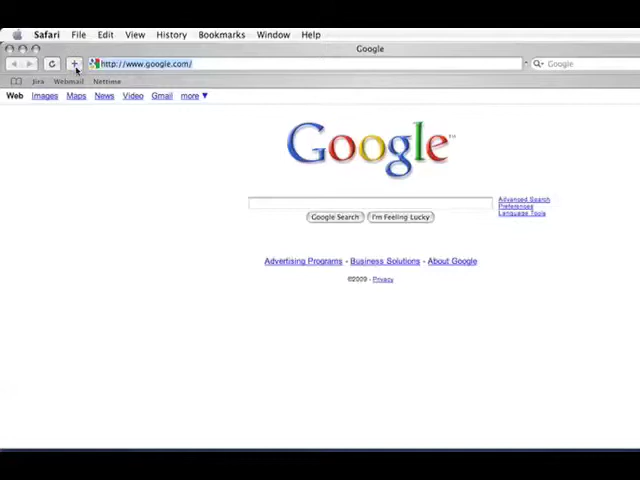 Safari File Edit View History Bookmarks Window Help
Google
http://www.google.com/ Google
Jira Webmail Nettime
Web Images Maps News Video Gmail more ▼
Google™
Advanced Search
Preferences
Language Tools
Google Search I'm Feeling Lucky
Advertising Programs - Business Solutions - About Google
©2009 - Privacy